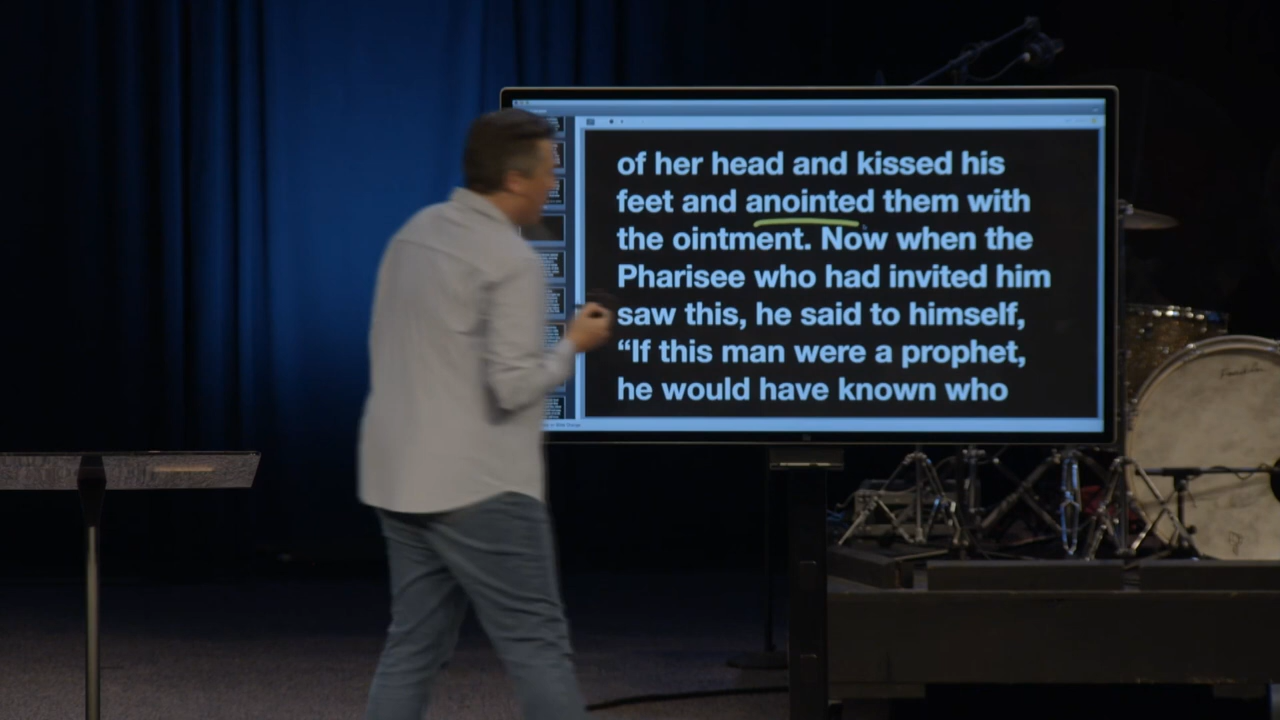 of her head and kissed his
feet and anointed them with
the ointment. Now when the
Pharisee who had invited him
saw this, he said to himself,
“If this man were a prophet,
he would have known who